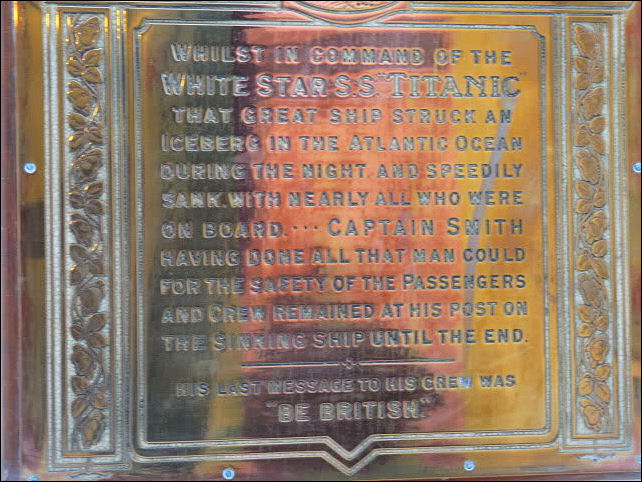 WHILST IN COMMAND OF THE
WHITE STAR S.S. "TITANIC"
THAT GREAT SHIP STRUCK AN
ICEBERG IN THE ATLANTIC OCEAN
DURING THE NIGHT, AND SPEEDILY
SANK WITH NEARLY ALL WHO WERE
ON BOARD. ··· CAPTAIN SMITH
HAVING DONE ALL THAT MAN COULD
FOR THE SAFETY OF THE PASSENGERS
AND CREW REMAINED AT HIS POST ON
THE SINKING SHIP UNTIL THE END.
HIS LAST MESSAGE TO HIS CREW WAS
"BE BRITISH."